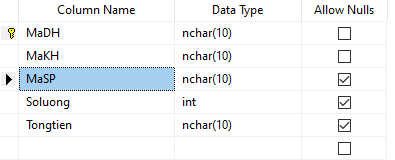 Column Name Data Type Allow Nulls
MaDH nchar(10)
MaKH nchar(10)
MaSP nchar(10)
Soluong int
Tongtien nchar(10)